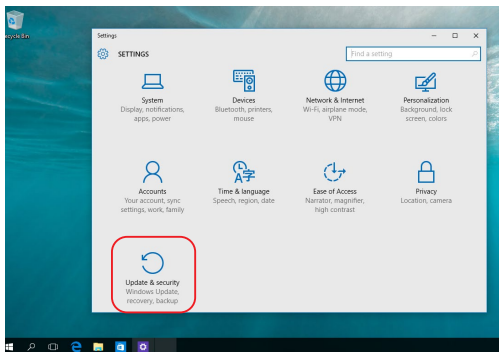 Recycle Bin
Settings
SETTINGS
Find a setting
System
Display, notifications,
apps, power
Devices
Bluetooth, printers,
mouse
Network & Internet
Wi-Fi, airplane mode,
VPN
Personalization
Background, lock
screen, colors
Accounts
Your account, sync
settings, work, family
Time & language
Speech, region, date
Ease of Access
Narrator, magnifier,
high contrast
Privacy
Location, camera
Update & security
Windows Update,
recovery, backup